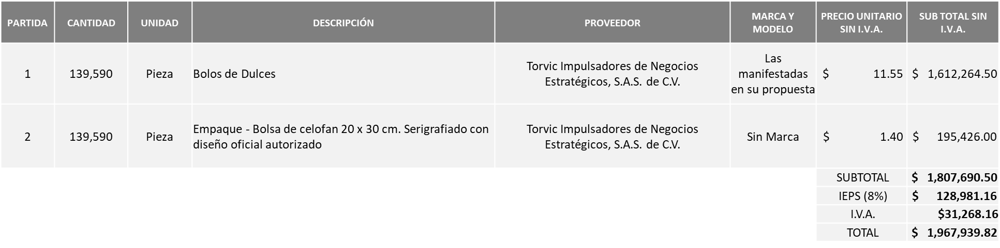 PARTIDA CANTIDAD UNIDAD DESCRIPCIÓN PROVEEDOR MARCA Y MODELO PRECIO UNITARIO SIN I.V.A. SUB TOTAL SIN I.V.A.
1 139,590 Pieza Bolos de Dulces Torvic Impulsadores de Negocios Estratégicos, S.A.S. de C.V. Las manifestadas en su propuesta $ 11.55 $ 1,612,264.50
2 139,590 Pieza Empaque - Bolsa de celofan 20 x 30 cm. Serigrafiado con diseño oficial autorizado Torvic Impulsadores de Negocios Estratégicos, S.A.S. de C.V. Sin Marca $ 1.40 $ 195,426.00
SUBTOTAL $ 1,807,690.50
IEPS (8%) $ 128,981.16
I.V.A. $31,268.16
TOTAL $ 1,967,939.82